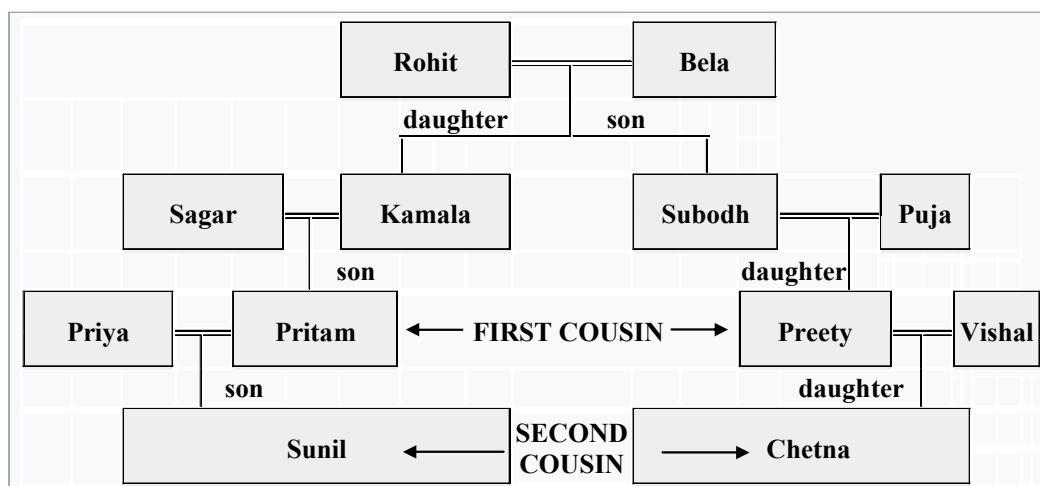 Rohit Bela
daughter son
Sagar Kamala Subodh Puja
son daughter
Priya Pritam FIRST COUSIN Preety Vishal
son daughter
Sunil SECOND COUSIN Chetna